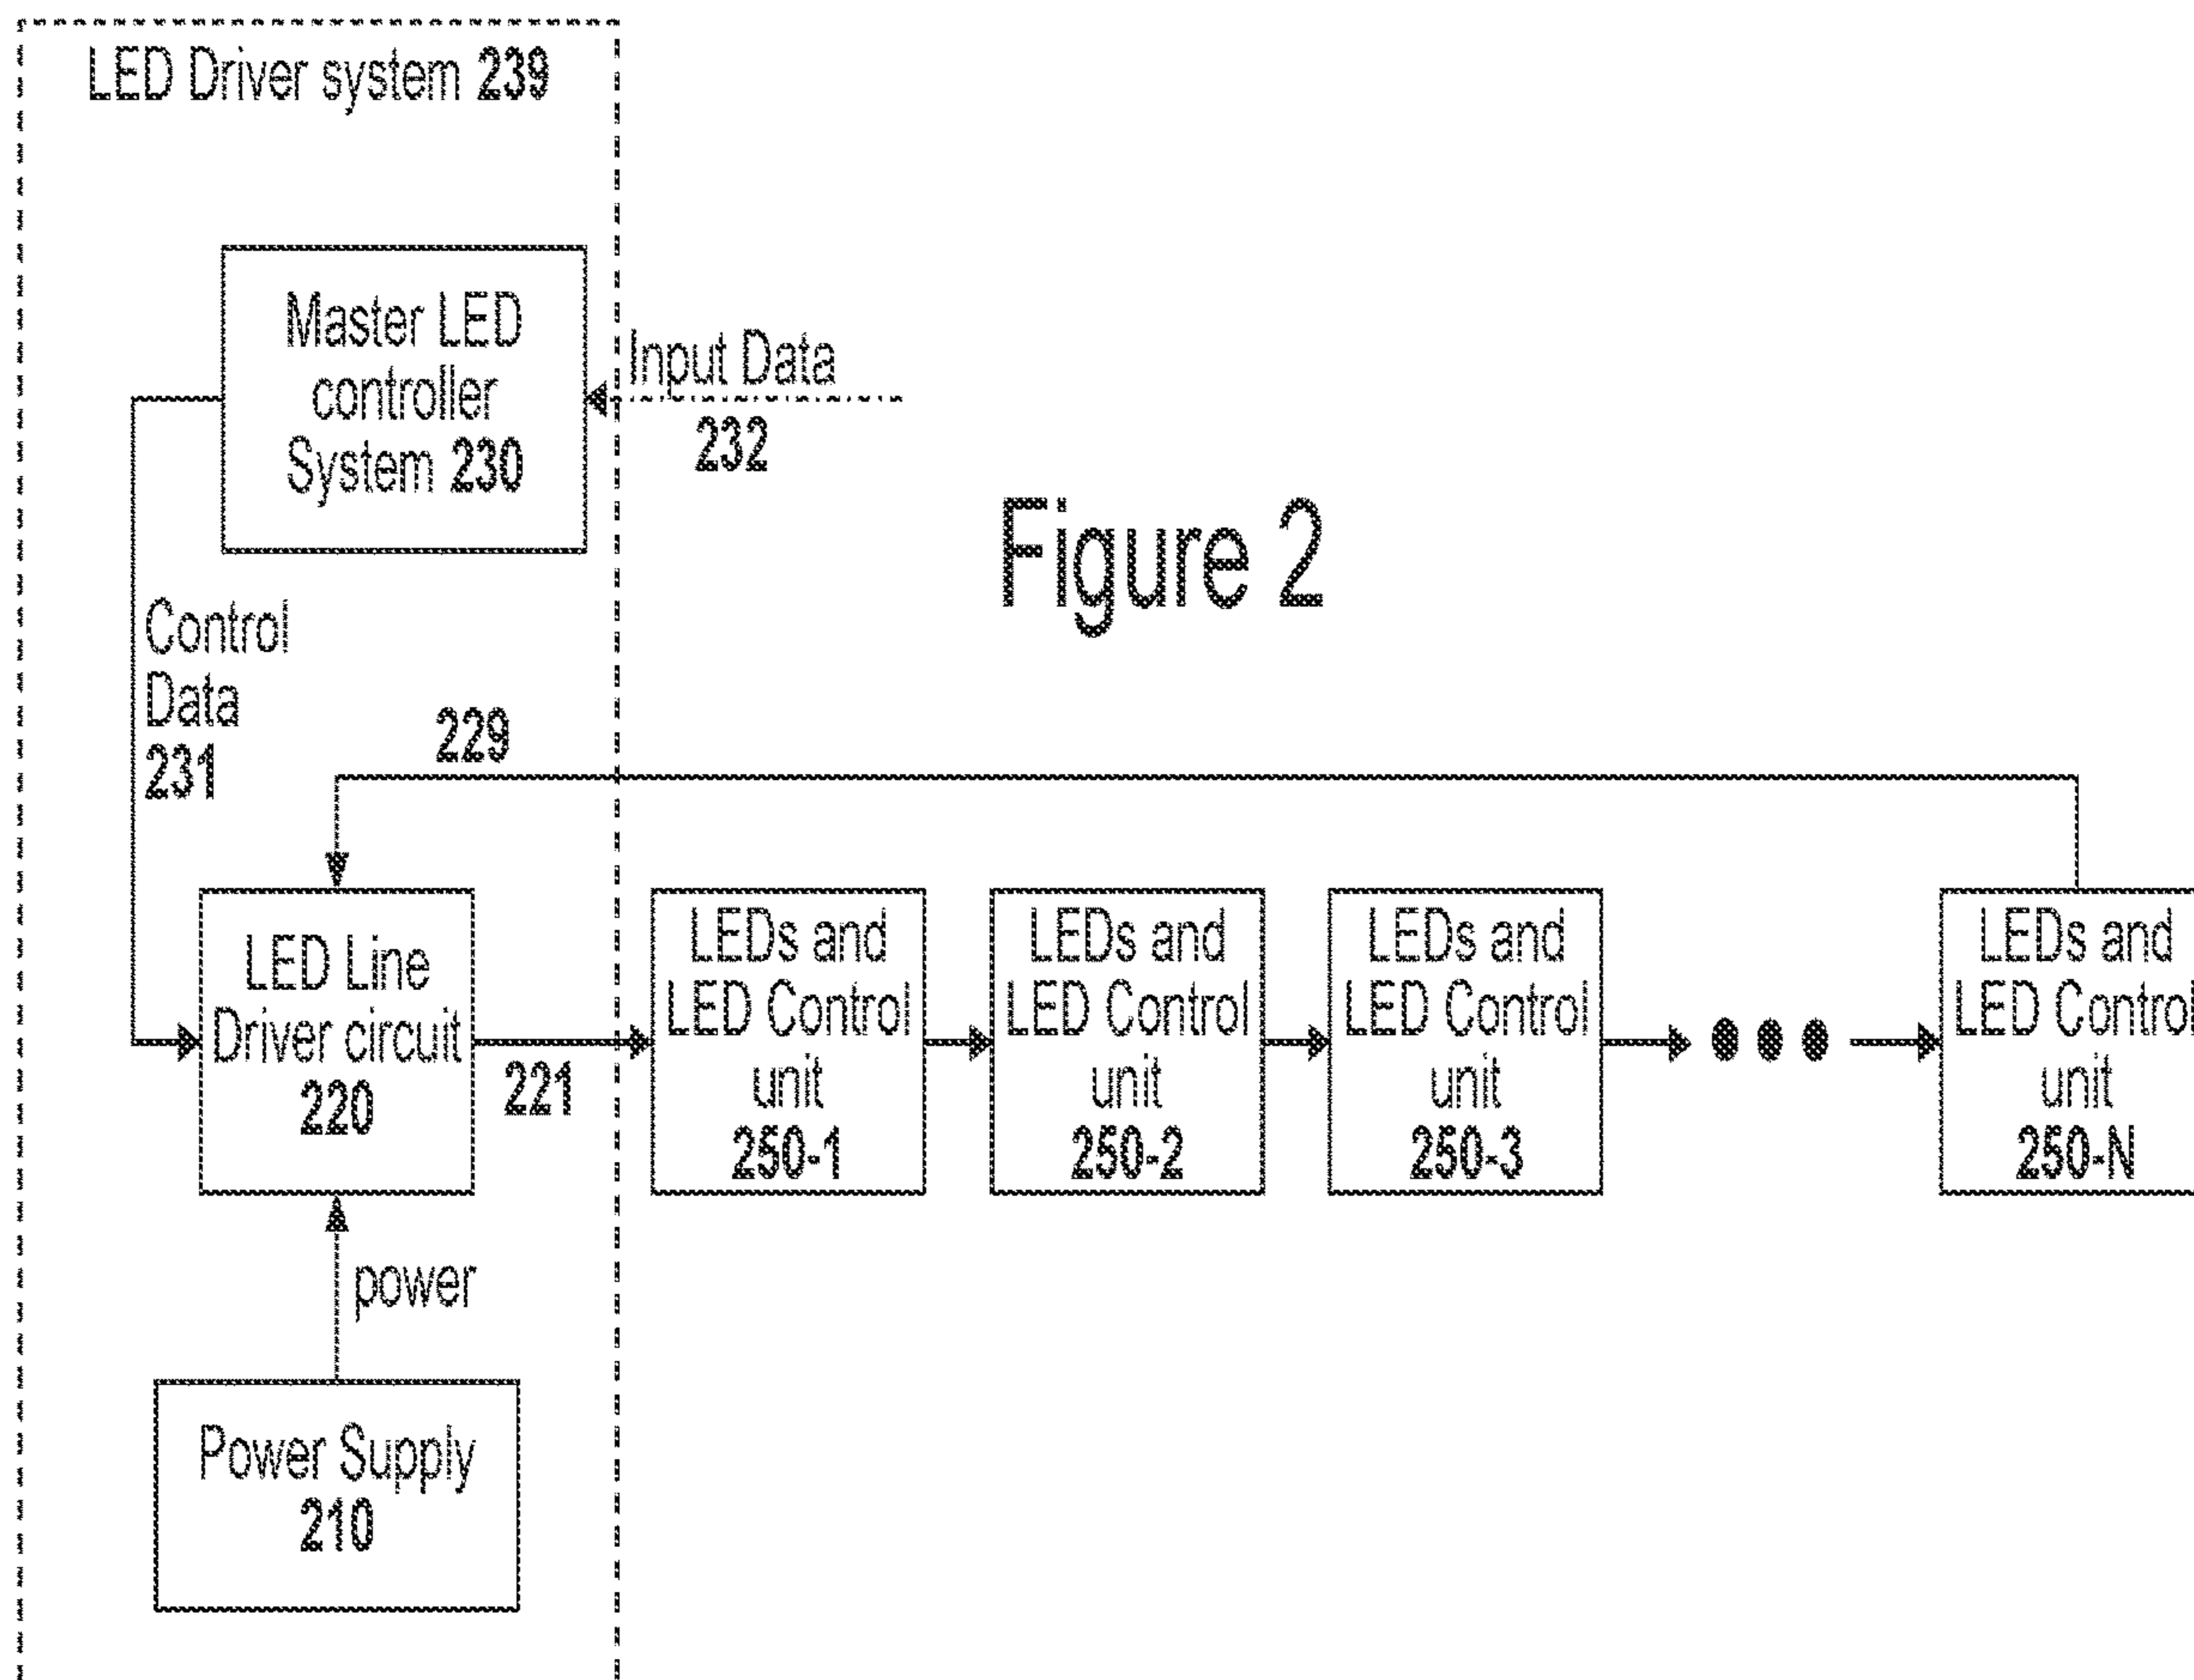 LED Driver system 239
Master LED
controller
System 230
Input Data
232
Figure 2
Control
Data
231
229
LED Line
Driver circuit
220
221
LEDs and
LED Control
unit
250-1
LEDs and
LED Control
unit
250-2
LEDs and
LED Control
unit
250-3
LEDs and
LED Control
unit
250-N
power
Power Supply
210